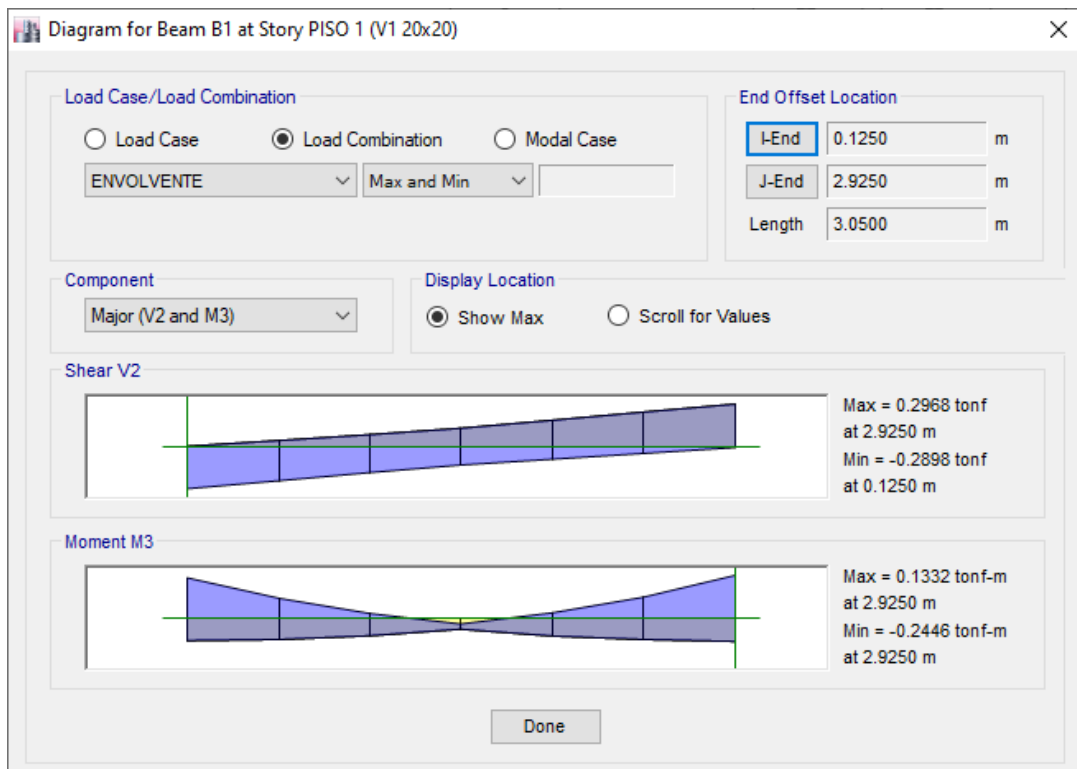 Diagram for Beam B1 at Story PISO 1 (V1 20x20)
Load Case/Load Combination
Load Case Load Combination Modal Case
ENVOLVENTE Max and Min
End Offset Location
I-End 0.1250 m
J-End 2.9250 m
Length 3.0500 m
Component
Major (V2 and M3)
Display Location
Show Max Scroll for Values
Shear V2
Max = 0.2968 tonf
at 2.9250 m
Min = -0.2898 tonf
at 0.1250 m
Moment M3
Max = 0.1332 tonf-m
at 2.9250 m
Min = -0.2446 tonf-m
at 2.9250 m
Done